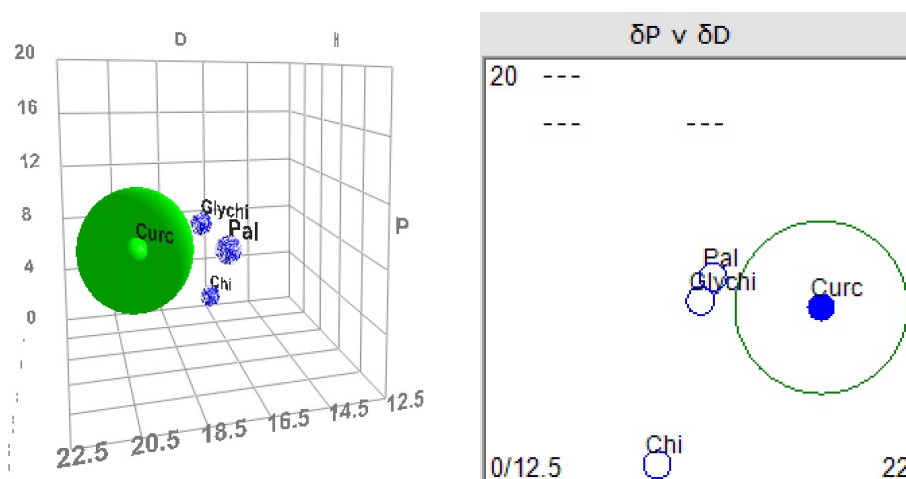 D H
20
16
12
8
4
0
P
Glychi
Pal
Curc
Chi
22.5 20.5 18.5 16.5 14.5 12.5
δP v δD
20 ---
--- ---
Pal
Glychi
Curc
Chi
0/12.5 22